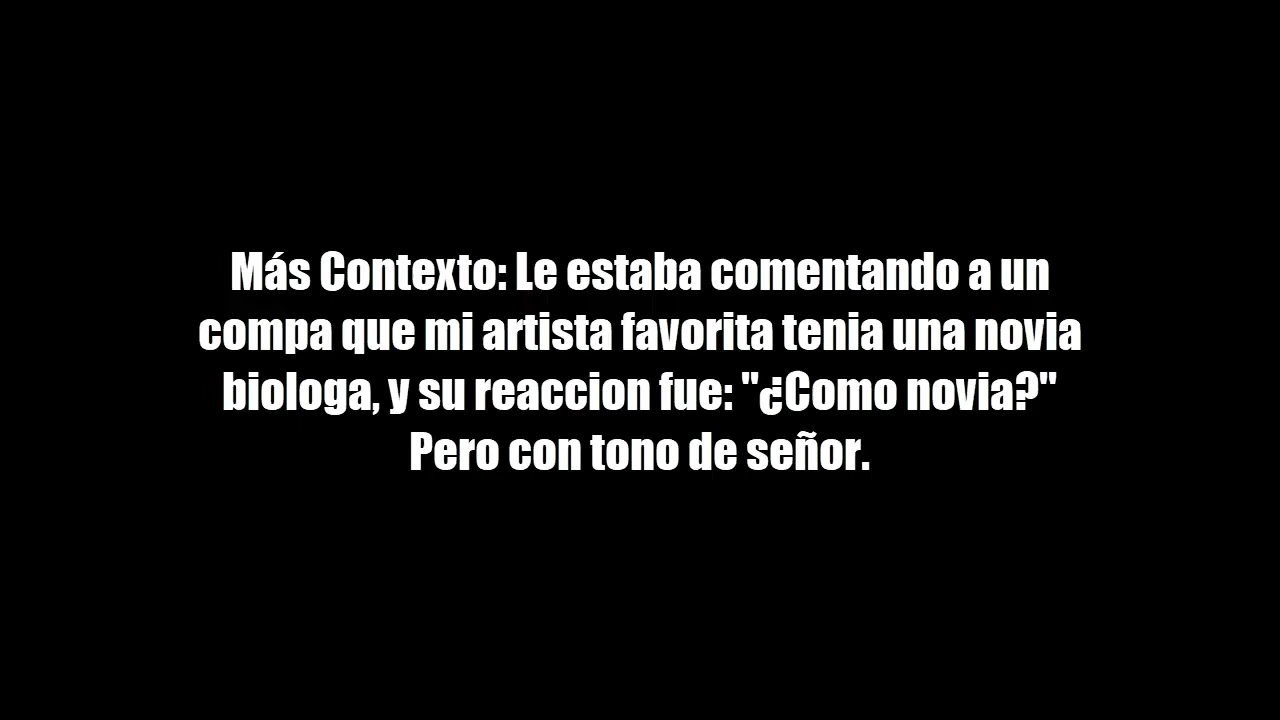 Más Contexto: Le estaba comentando a un
compa que mi artista favorita tenia una novia
biologa, y su reaccion fue: "¿Como novia?"
Pero con tono de señor.